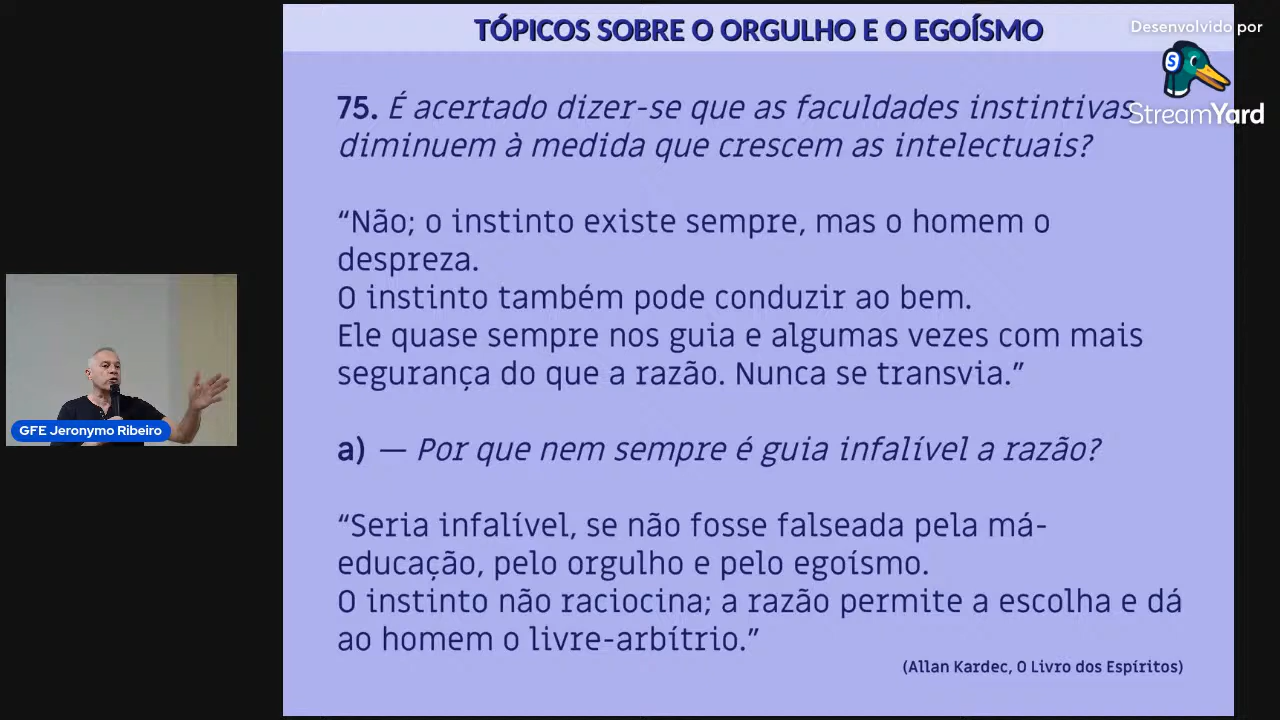 TÓPICOS SOBRE O ORGULHO E O EGOÍSMO
Desenvolvido por
S
StreamYard
75. É acertado dizer-se que as faculdades instintivas
diminuem à medida que crescem as intelectuais?
“Não; o instinto existe sempre, mas o homem o
despreza.
O instinto também pode conduzir ao bem.
Ele quase sempre nos guia e algumas vezes com mais
segurança do que a razão. Nunca se transvia.”
a) — Por que nem sempre é guia infalível a razão?
“Seria infalível, se não fosse falseada pela má-
educação, pelo orgulho e pelo egoísmo.
O instinto não raciocina; a razão permite a escolha e dá
ao homem o livre-arbítrio.”
(Allan Kardec, O Livro dos Espíritos)
GFE Jeronymo Ribeiro